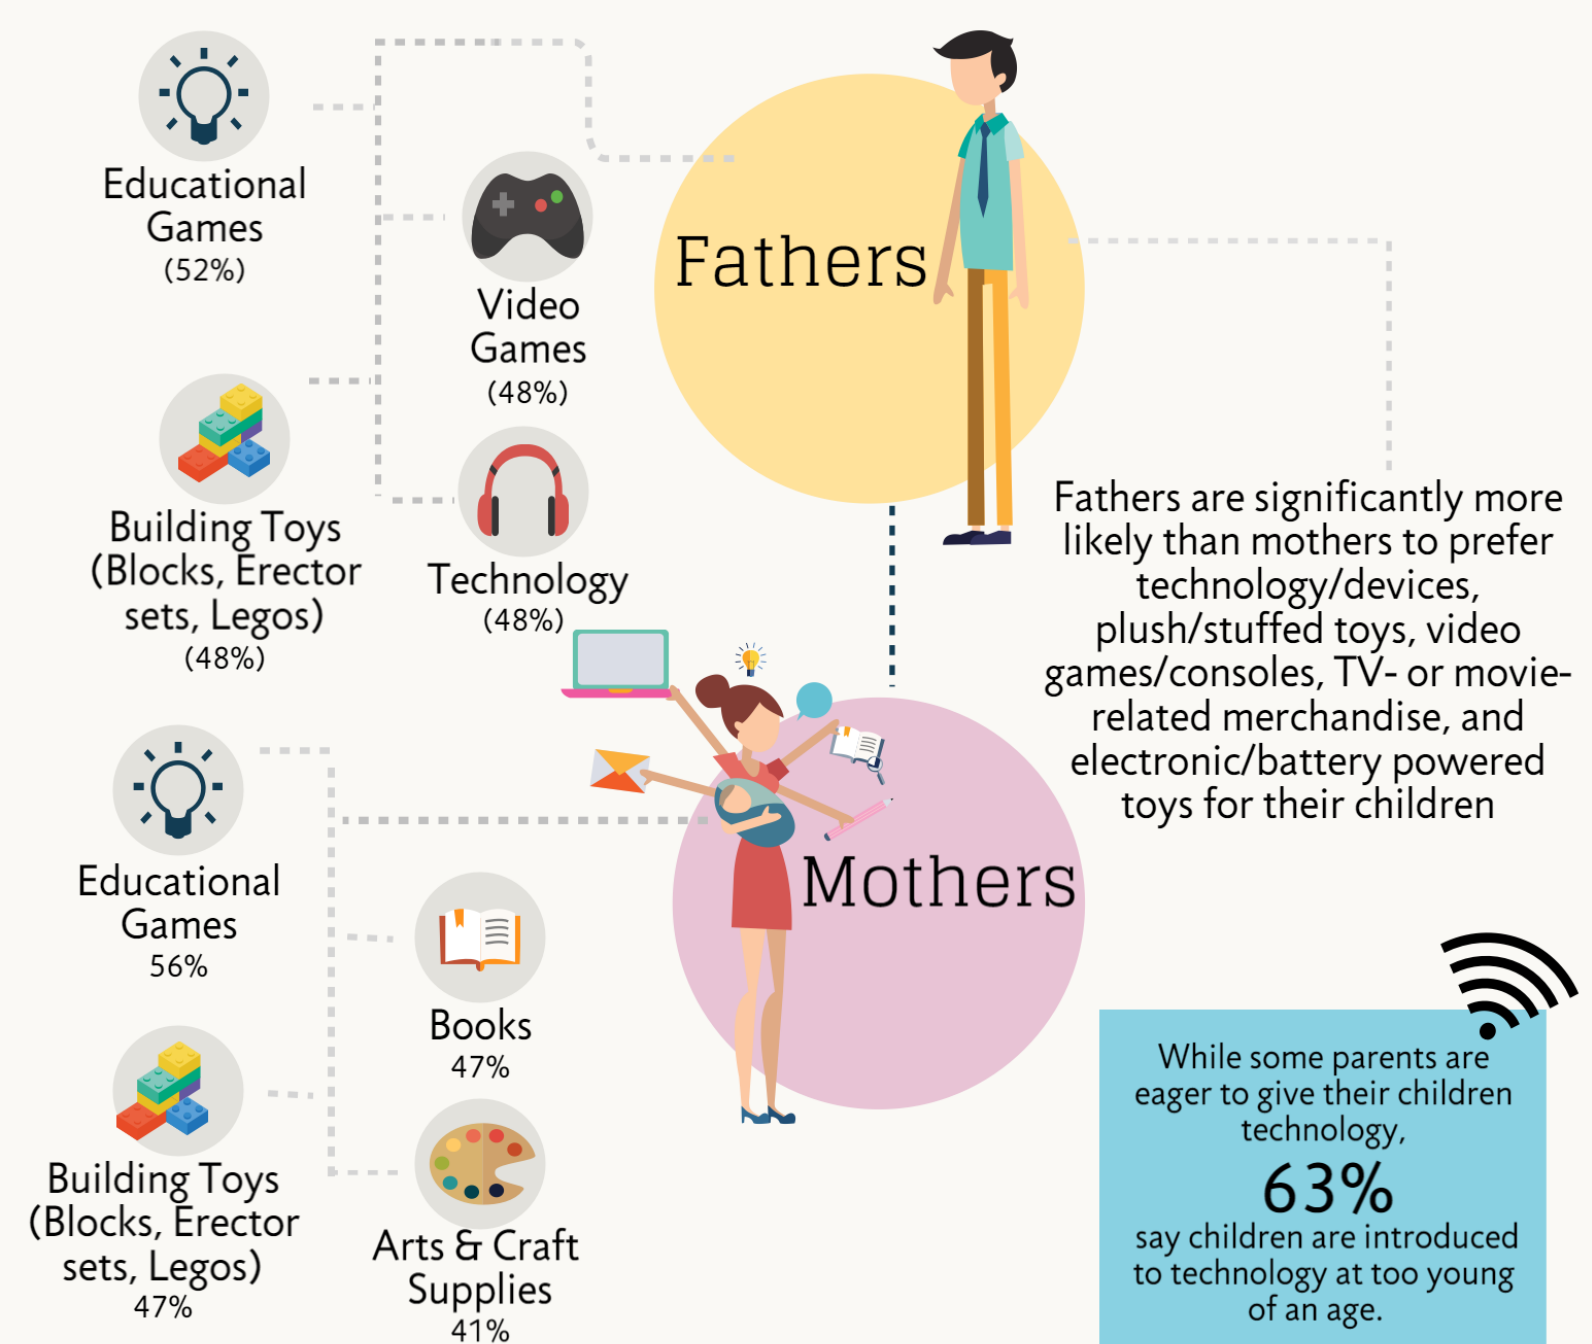 Educational
Games
(52%)
Video
Games
(48%)
Building Toys
(Blocks, Erector
sets, Legos)
(48%)
Technology
(48%)
Fathers
Fathers are significantly more
likely than mothers to prefer
technology/devices,
plush/stuffed toys, video
games/consoles, TV- or movie-
related merchandise, and
electronic/battery powered
toys for their children
Mothers
Educational
Games
56%
Books
47%
Building Toys
(Blocks, Erector
sets, Legos)
47%
Arts & Craft
Supplies
41%
While some parents are
eager to give their children
technology,
63%
say children are introduced
to technology at too young
of an age.